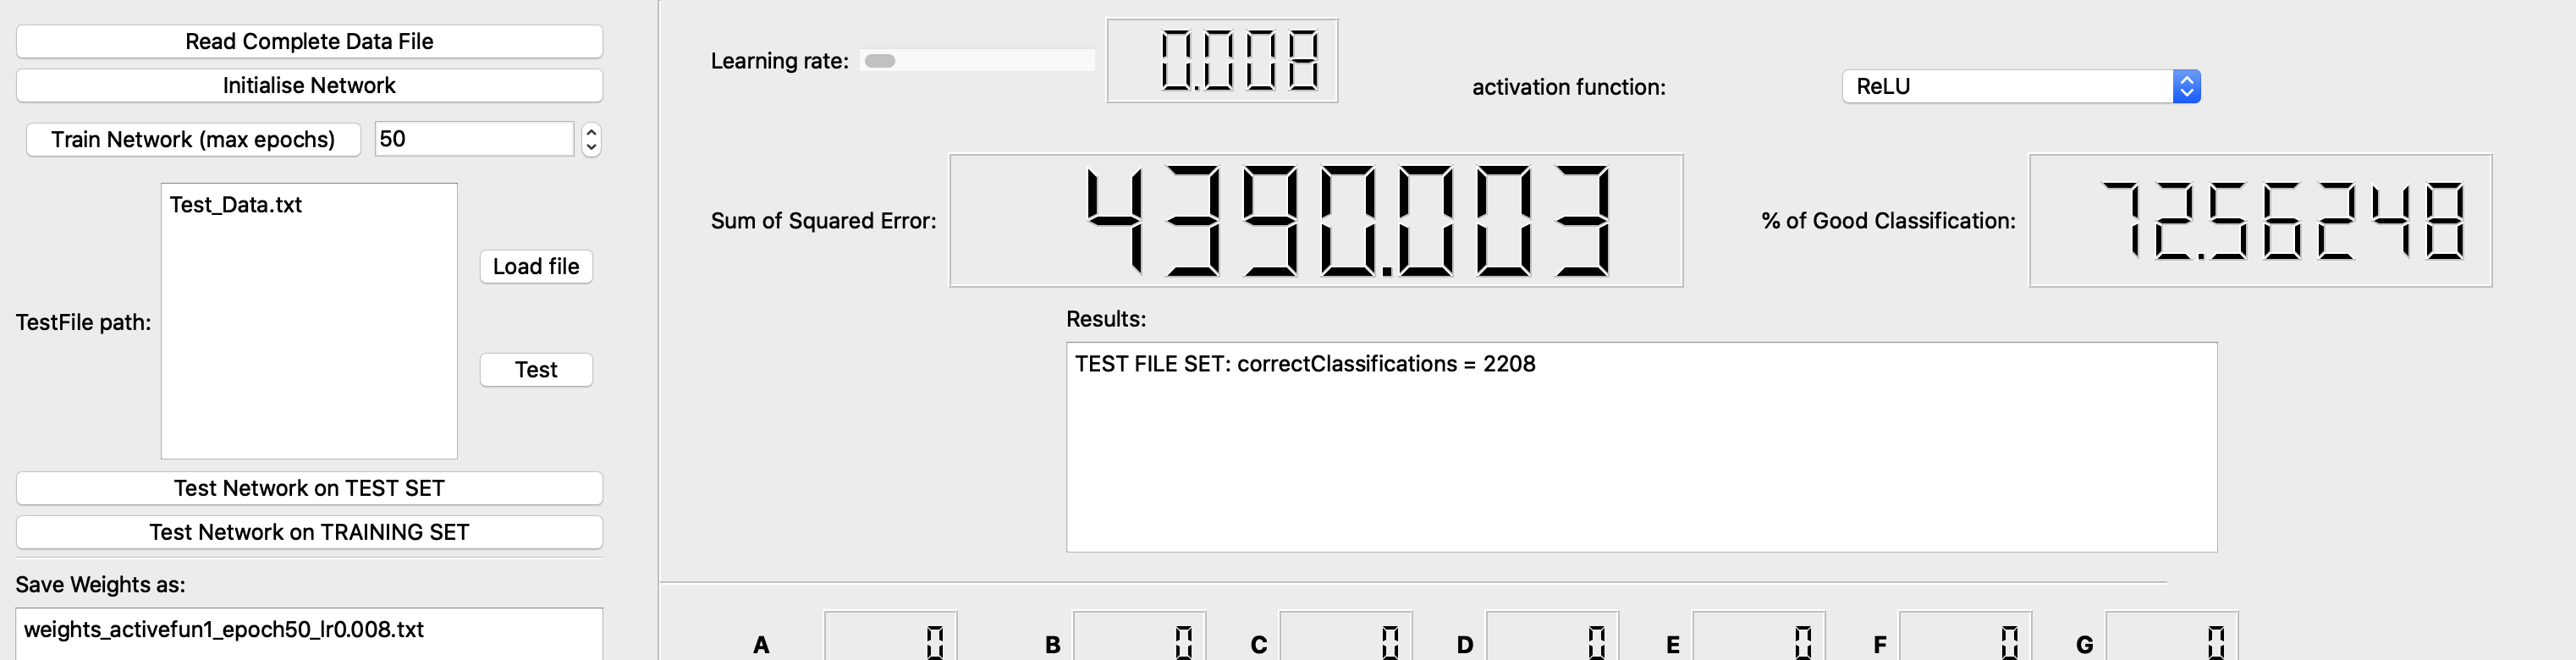 Read Complete Data File
Initialise Network
Train Network (max epochs) 50
TestFile path:
Test_Data.txt
Load file
Test
Test Network on TEST SET
Test Network on TRAINING SET
Save Weights as:
weights_activefun1_epoch50_lr0.008.txt
Learning rate: 0.008
activation function: ReLU
Sum of Squared Error: 4390.003
% of Good Classification: 72.56248
Results:
TEST FILE SET: correctClassifications = 2208
A 0 B 0 C 0 D 0 E 0 F 0 G 0